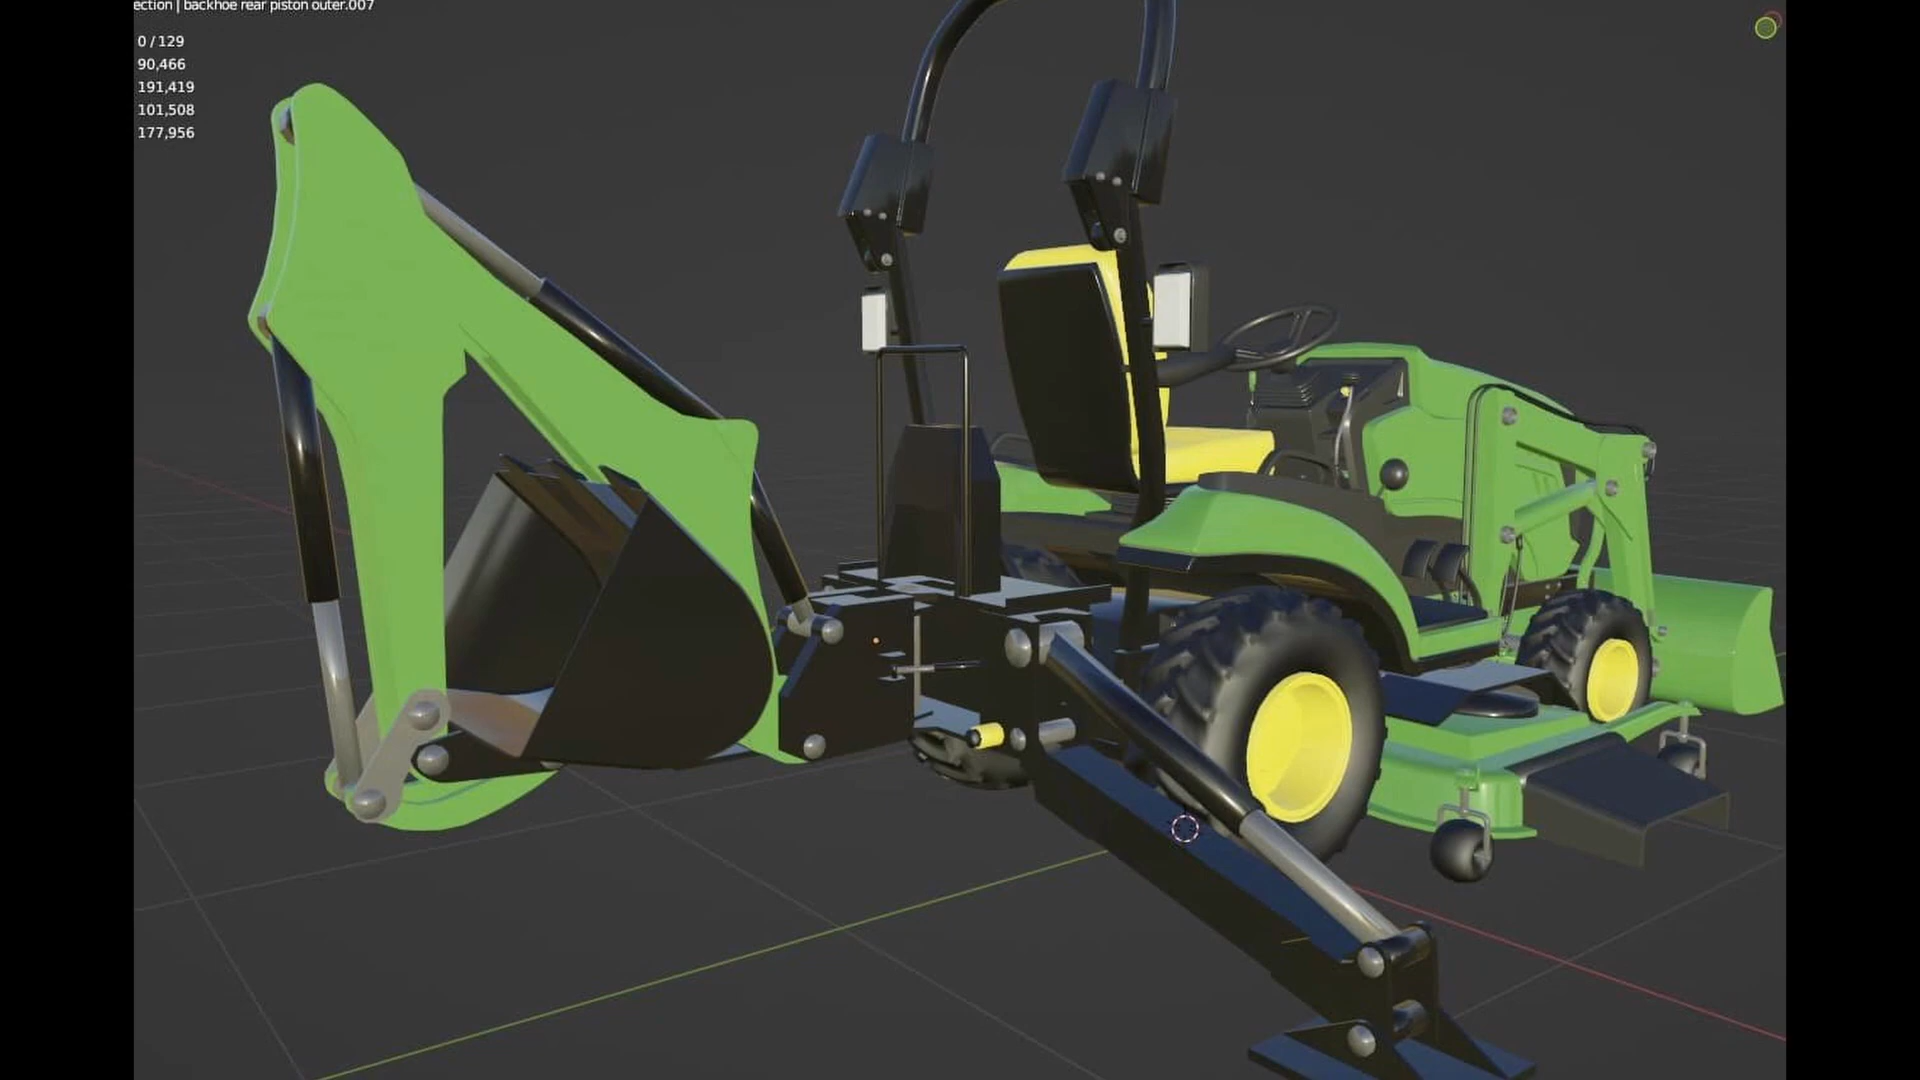 ection | backhoe rear piston outer.007
0 / 129
90,466
191,419
101,508
177,956